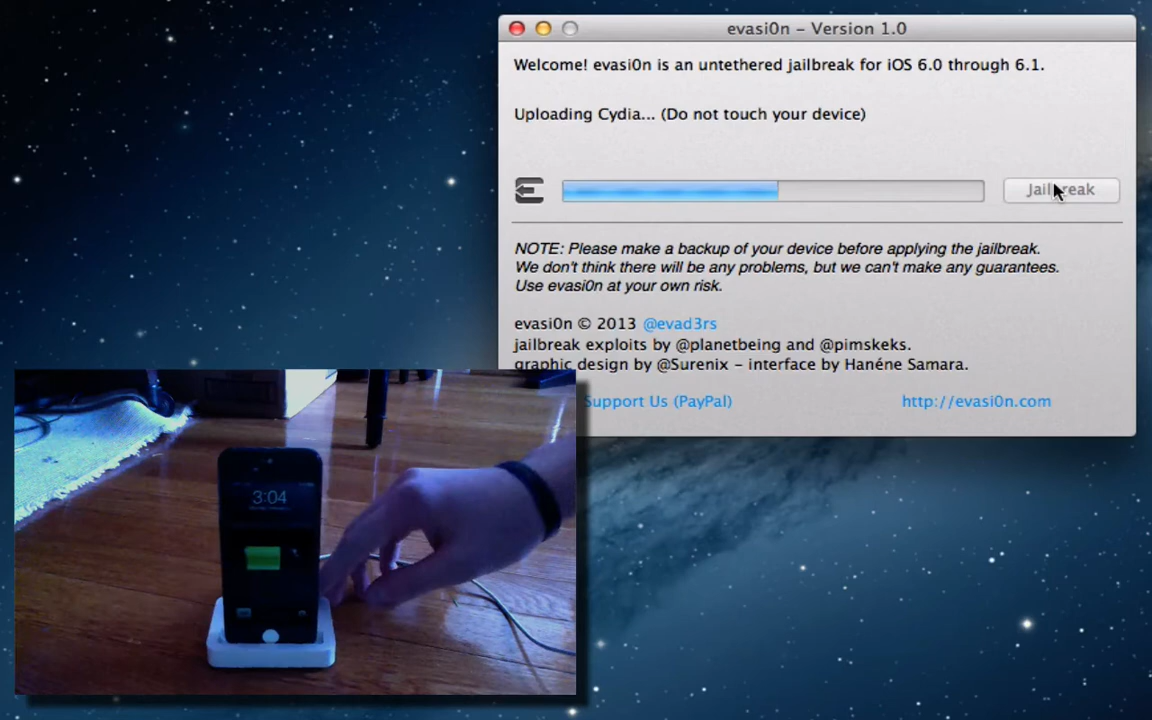 evasi0n – Version 1.0
Welcome! evasi0n is an untethered jailbreak for iOS 6.0 through 6.1.
Uploading Cydia... (Do not touch your device)
Jailbreak
NOTE: Please make a backup of your device before applying the jailbreak.
We don't think there will be any problems, but we can't make any guarantees.
Use evasi0n at your own risk.
evasi0n © 2013 @evad3rs
jailbreak exploits by @planetbeing and @pimskeks.
graphic design by @Surenix – interface by Hanéne Samara.
Support Us (PayPal)
http://evasi0n.com
3:04